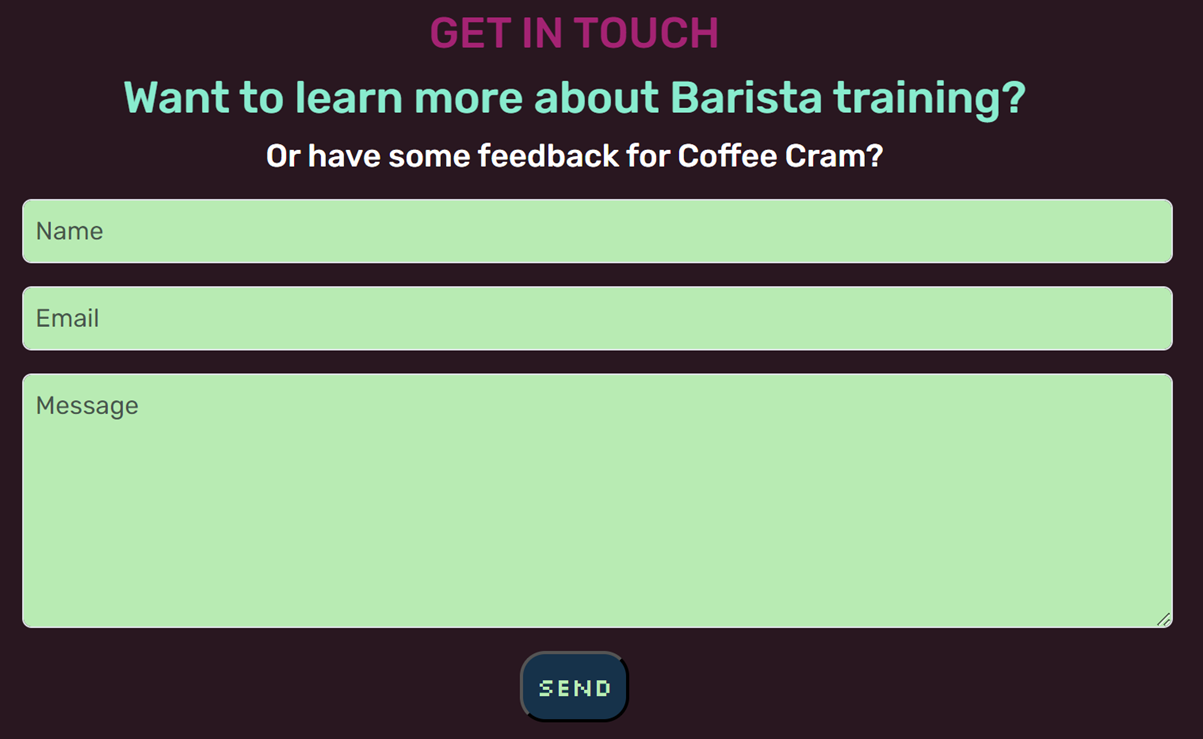 GET IN TOUCH
Want to learn more about Barista training?
Or have some feedback for Coffee Cram?
Name
Email
Message
SEND